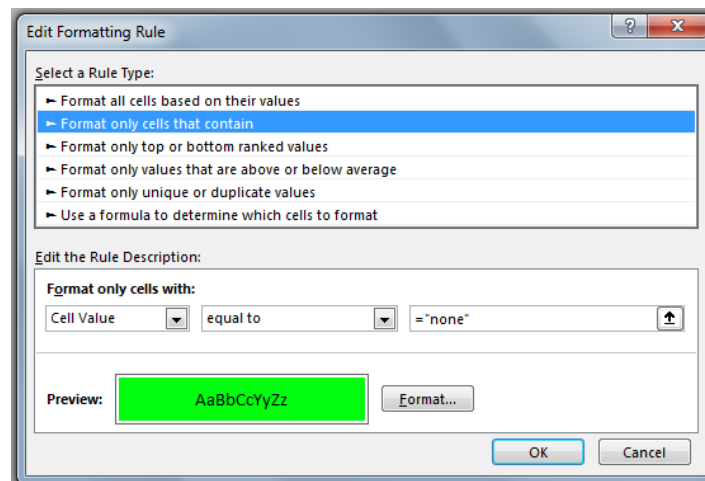 Edit Formatting Rule
Select a Rule Type:
► Format all cells based on their values
► Format only cells that contain
► Format only top or bottom ranked values
► Format only values that are above or below average
► Format only unique or duplicate values
► Use a formula to determine which cells to format
Edit the Rule Description:
Format only cells with:
Cell Value equal to ="none"
Preview: AaBbCcYyZz Format...
OK Cancel